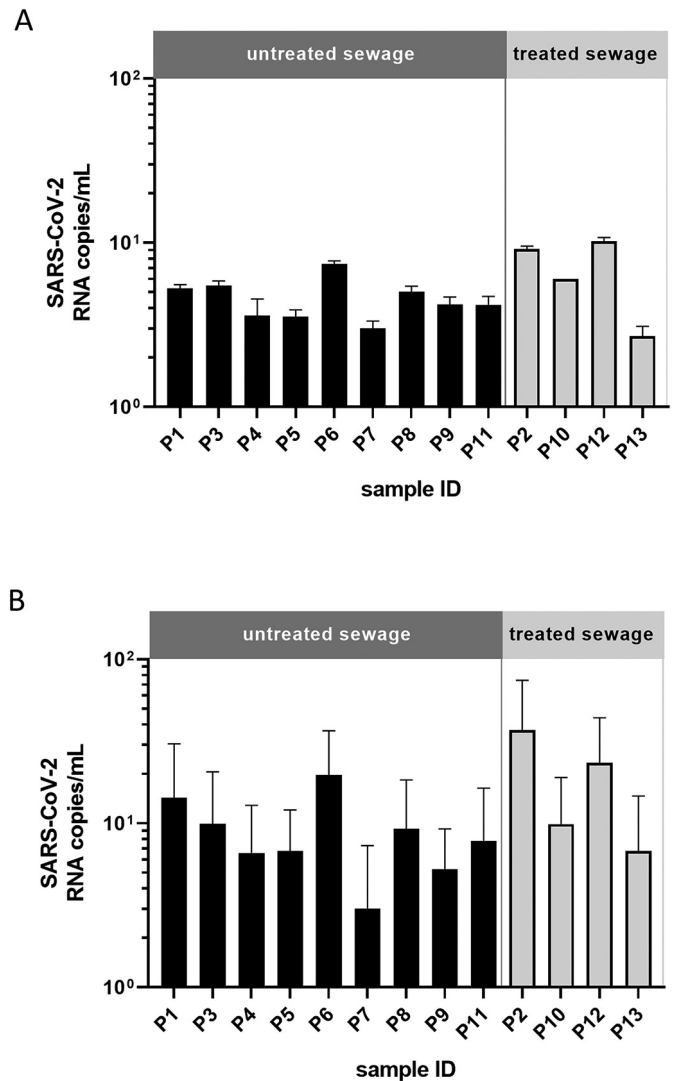 A
untreated sewage
treated sewage
10²
10¹
10⁰
SARS-CoV-2
RNA copies/mL
P1 P3 P4 P5 P6 P7 P8 P9 P11 P2 P10 P12 P13
sample ID
B
untreated sewage
treated sewage
10²
10¹
10⁰
SARS-CoV-2
RNA copies/mL
P1 P3 P4 P5 P6 P7 P8 P9 P11 P2 P10 P12 P13
sample ID